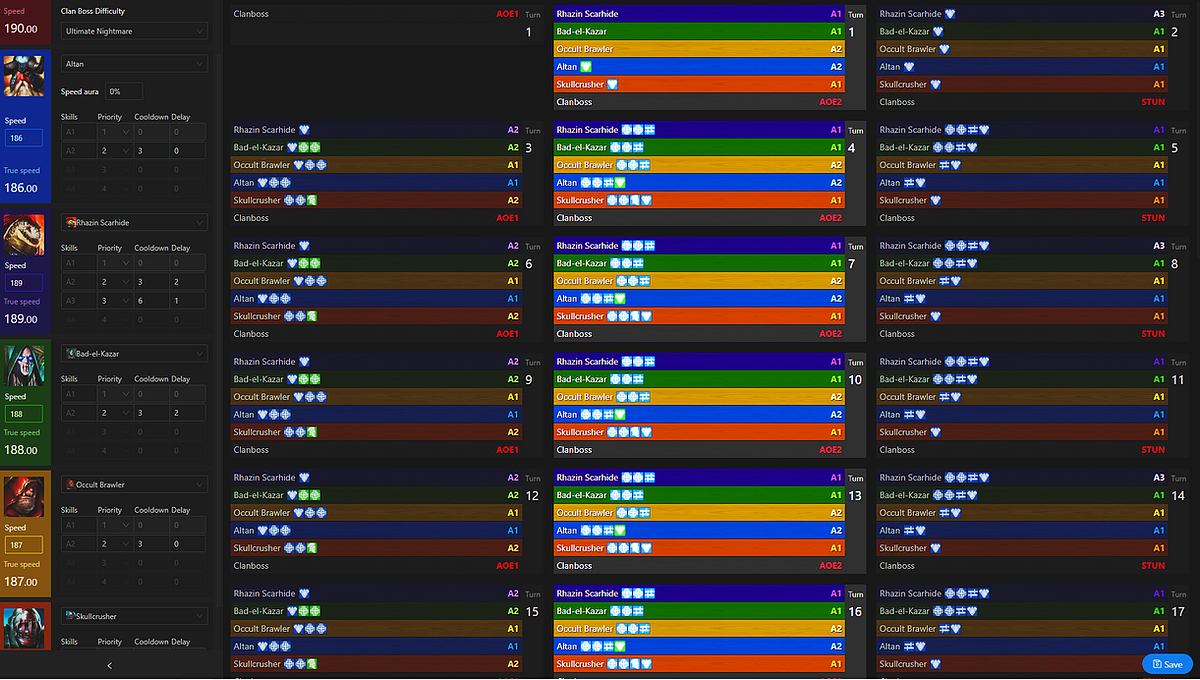 Speed
190.00
Clan Boss Difficulty
Ultimate Nightmare
Altan
Speed aura 0%
Skills Priority Cooldown Delay
A1 1 0 0
A2 2 3 0
A3 3 0 0
A4 4 0 0
Speed
186
True speed
186.00
Rhazin Scarhide
Skills Priority Cooldown Delay
A1 1 0 0
A2 2 3 2
A3 3 6 1
A4 4 0 0
Speed
189
True speed
189.00
Bad-el-Kazar
Skills Priority Cooldown Delay
A1 1 0 0
A2 2 3 2
A3 3 0 0
A4 4 0 0
Speed
188
True speed
188.00
Occult Brawler
Skills Priority Cooldown Delay
A1 1 0 0
A2 2 3 0
A3 3 0 0
A4 4 0 0
Speed
187
True speed
187.00
Skullcrusher
Skills Priority Cooldown Delay
<
Clanboss AOE1 Turn
1
Rhazin Scarhide A1 Turn
Bad-el-Kazar A1 1
Occult Brawler A2
Altan A2
Skullcrusher A1
Clanboss AOE2
Rhazin Scarhide A3 Turn
Bad-el-Kazar A1 2
Occult Brawler A1
Altan A1
Skullcrusher A1
Clanboss STUN
Rhazin Scarhide A2 Turn
Bad-el-Kazar A2 3
Occult Brawler A1
Altan A1
Skullcrusher A2
Clanboss AOE1
Rhazin Scarhide A1 Turn
Bad-el-Kazar A1 4
Occult Brawler A2
Altan A2
Skullcrusher A1
Clanboss AOE2
Rhazin Scarhide A1 Turn
Bad-el-Kazar A1 5
Occult Brawler A1
Altan A1
Skullcrusher A1
Clanboss STUN
Rhazin Scarhide A2 Turn
Bad-el-Kazar A2 6
Occult Brawler A1
Altan A1
Skullcrusher A2
Clanboss AOE1
Rhazin Scarhide A1 Turn
Bad-el-Kazar A1 7
Occult Brawler A2
Altan A2
Skullcrusher A1
Clanboss AOE2
Rhazin Scarhide A3 Turn
Bad-el-Kazar A1 8
Occult Brawler A1
Altan A1
Skullcrusher A1
Clanboss STUN
Rhazin Scarhide A2 Turn
Bad-el-Kazar A2 9
Occult Brawler A1
Altan A1
Skullcrusher A2
Clanboss AOE1
Rhazin Scarhide A1 Turn
Bad-el-Kazar A1 10
Occult Brawler A2
Altan A2
Skullcrusher A1
Clanboss AOE2
Rhazin Scarhide A1 Turn
Bad-el-Kazar A1 11
Occult Brawler A1
Altan A1
Skullcrusher A1
Clanboss STUN
Rhazin Scarhide A2 Turn
Bad-el-Kazar A2 12
Occult Brawler A1
Altan A1
Skullcrusher A2
Clanboss AOE1
Rhazin Scarhide A1 Turn
Bad-el-Kazar A1 13
Occult Brawler A2
Altan A2
Skullcrusher A1
Clanboss AOE2
Rhazin Scarhide A3 Turn
Bad-el-Kazar A1 14
Occult Brawler A1
Altan A1
Skullcrusher A1
Clanboss STUN
Rhazin Scarhide A2 Turn
Bad-el-Kazar A2 15
Occult Brawler A1
Altan A1
Skullcrusher A2
Rhazin Scarhide A1 Turn
Bad-el-Kazar A1 16
Occult Brawler A2
Altan A2
Skullcrusher A1
Rhazin Scarhide A1 Turn
Bad-el-Kazar A1 17
Occult Brawler A1
Altan A1
Skullcrusher
Save